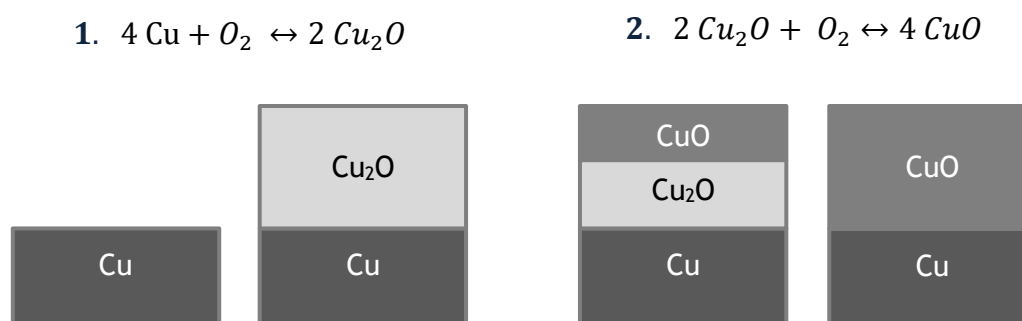 1. 4 Cu + O₂ ↔ 2 Cu₂O
2. 2 Cu₂O + O₂ ↔ 4 CuO
Cu
Cu₂O
Cu
CuO
Cu₂O
Cu
CuO
Cu